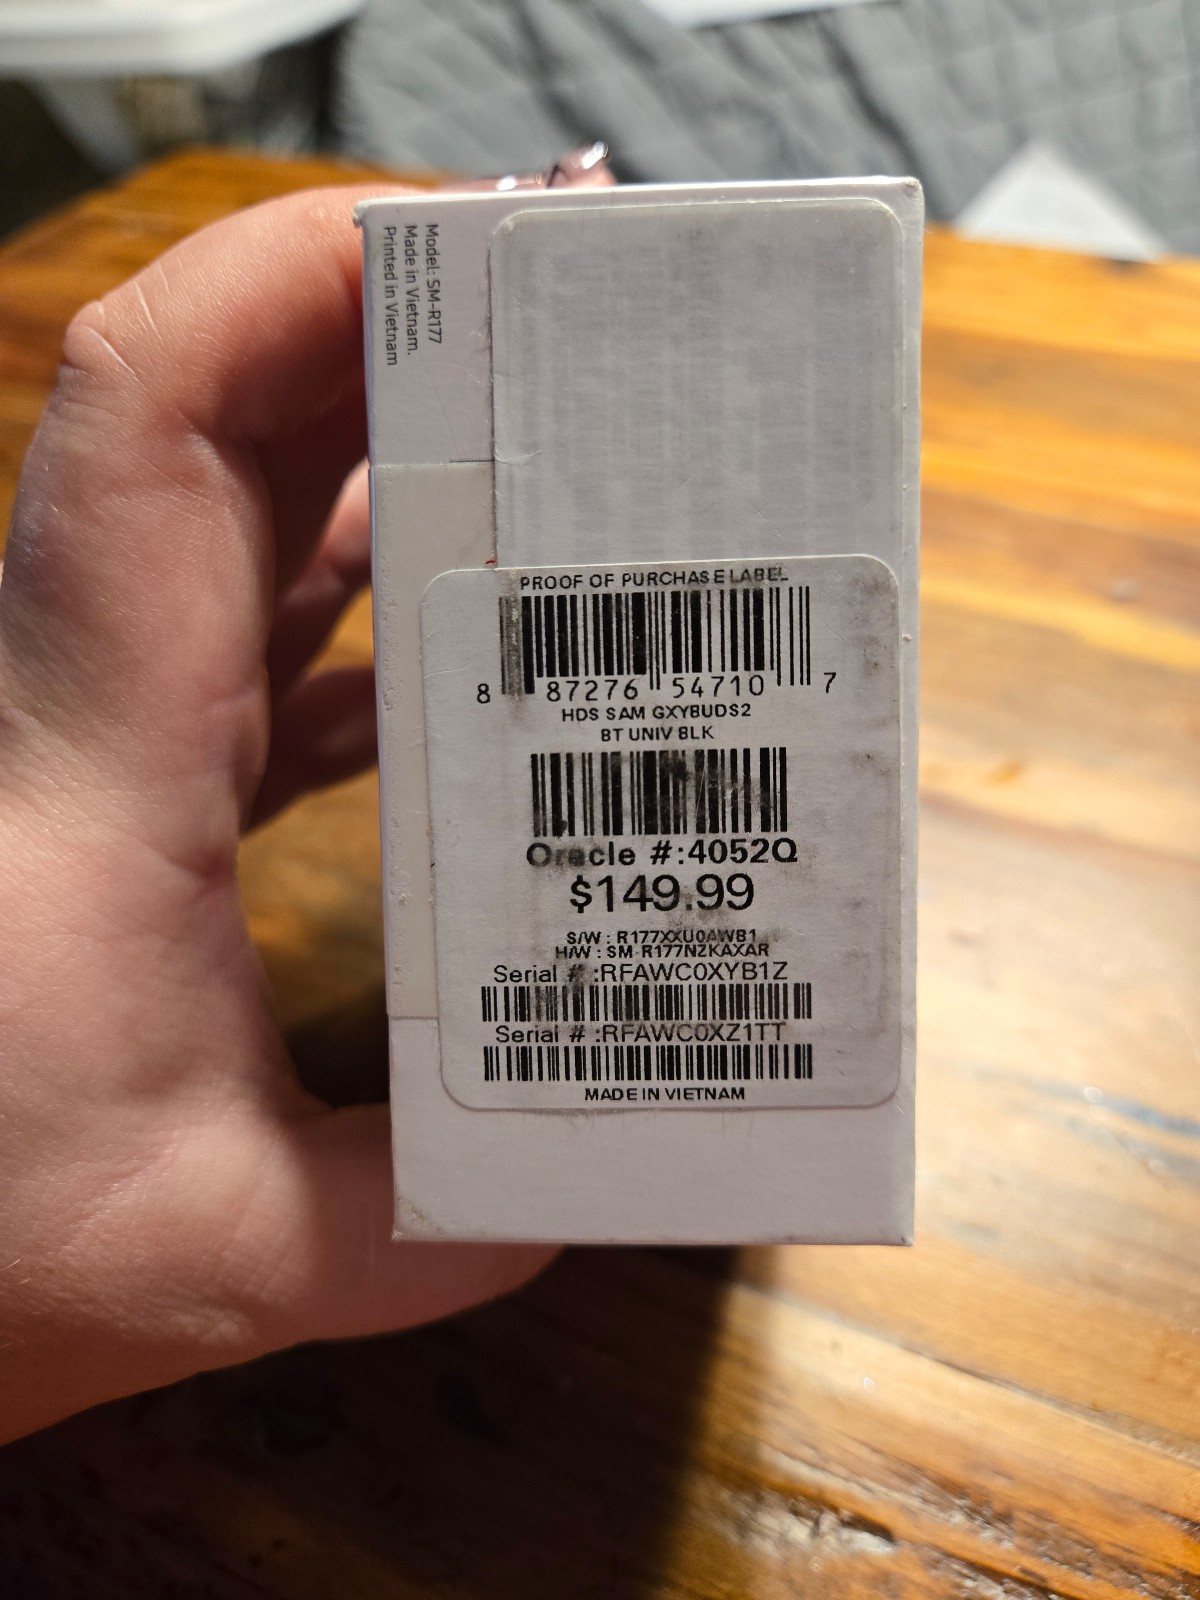 Model: SM-R177
Made in Vietnam.
Printed in Vietnam
PROOF OF PURCHASE LABEL
8 87276 54710 7
HDS SAM GXYBUDS2
BT UNIV BLK
Oracle #:4052Q
$149.99
S/W : R177XXU0AWB1
H/W : SM-R177NZKAXAR
Serial # :RFAWC0XYB1Z
Serial # :RFAWC0XZ1TT
MADE IN VIETNAM